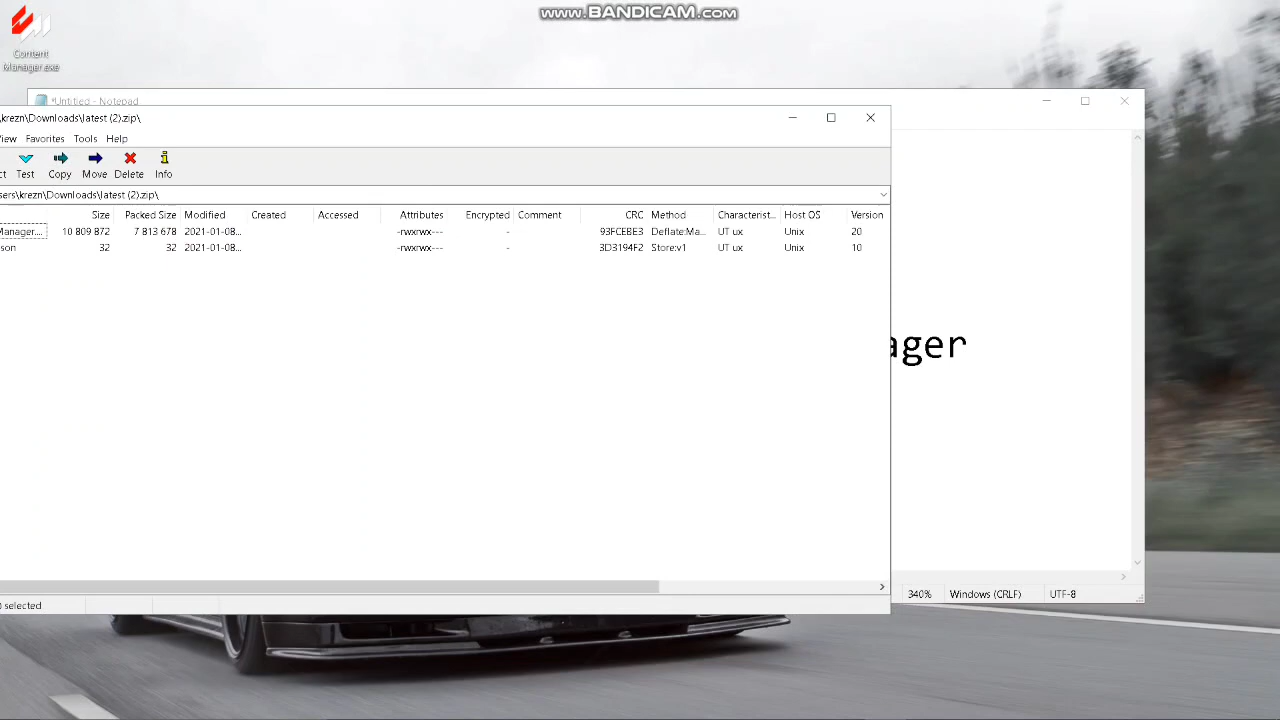 www.BANDICAM.com
Content
Manager.exe
*Untitled - Notepad
krezn\Downloads\latest (2).zip\
View Favorites Tools Help
ct Test Copy Move Delete Info
sers\krezn\Downloads\latest (2).zip\
Size Packed Size Modified Created Accessed Attributes Encrypted Comment CRC Method Characterist... Host OS Version
Manager.... 10 809 872 7 813 678 2021-01-08... -rwxrwx--- - 93FCEBE3 Deflate:Ma... UT ux Unix 20
son 32 32 2021-01-08... -rwxrwx--- - 3D3194F2 Store:v1 UT ux Unix 10
ager
0 selected
340% Windows (CRLF) UTF-8